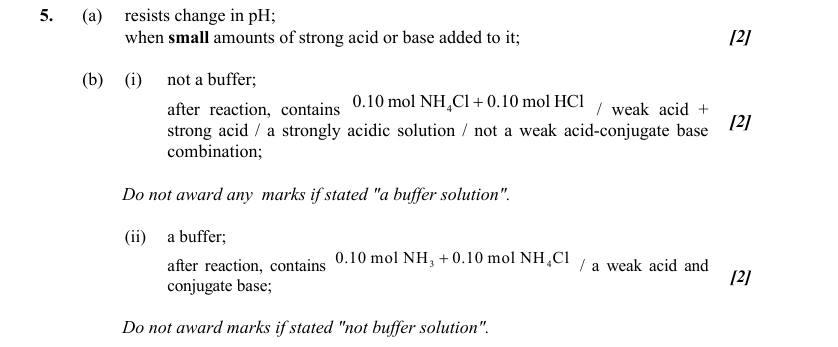 5. (a) resists change in pH;
when small amounts of strong acid or base added to it; [2]
(b) (i) not a buffer;
after reaction, contains 0.10 mol NH₄Cl + 0.10 mol HCl / weak acid +
strong acid / a strongly acidic solution / not a weak acid-conjugate base [2]
combination;
Do not award any marks if stated "a buffer solution".
(ii) a buffer;
after reaction, contains 0.10 mol NH₃ + 0.10 mol NH₄Cl / a weak acid and
conjugate base; [2]
Do not award marks if stated "not buffer solution".